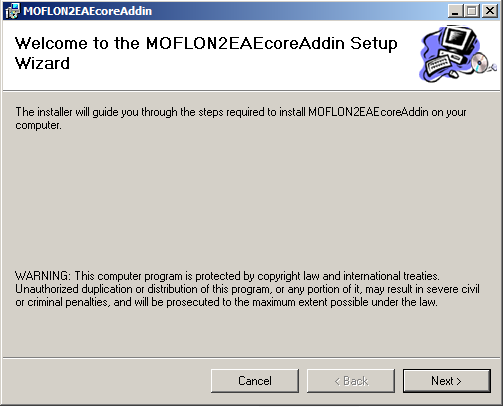 MOFLON2EAEcoreAddin
Welcome to the MOFLON2EAEcoreAddin Setup
Wizard
The installer will guide you through the steps required to install MOFLON2EAEcoreAddin on your
computer.
WARNING: This computer program is protected by copyright law and international treaties.
Unauthorized duplication or distribution of this program, or any portion of it, may result in severe civil
or criminal penalties, and will be prosecuted to the maximum extent possible under the law.
Cancel
< Back
Next >